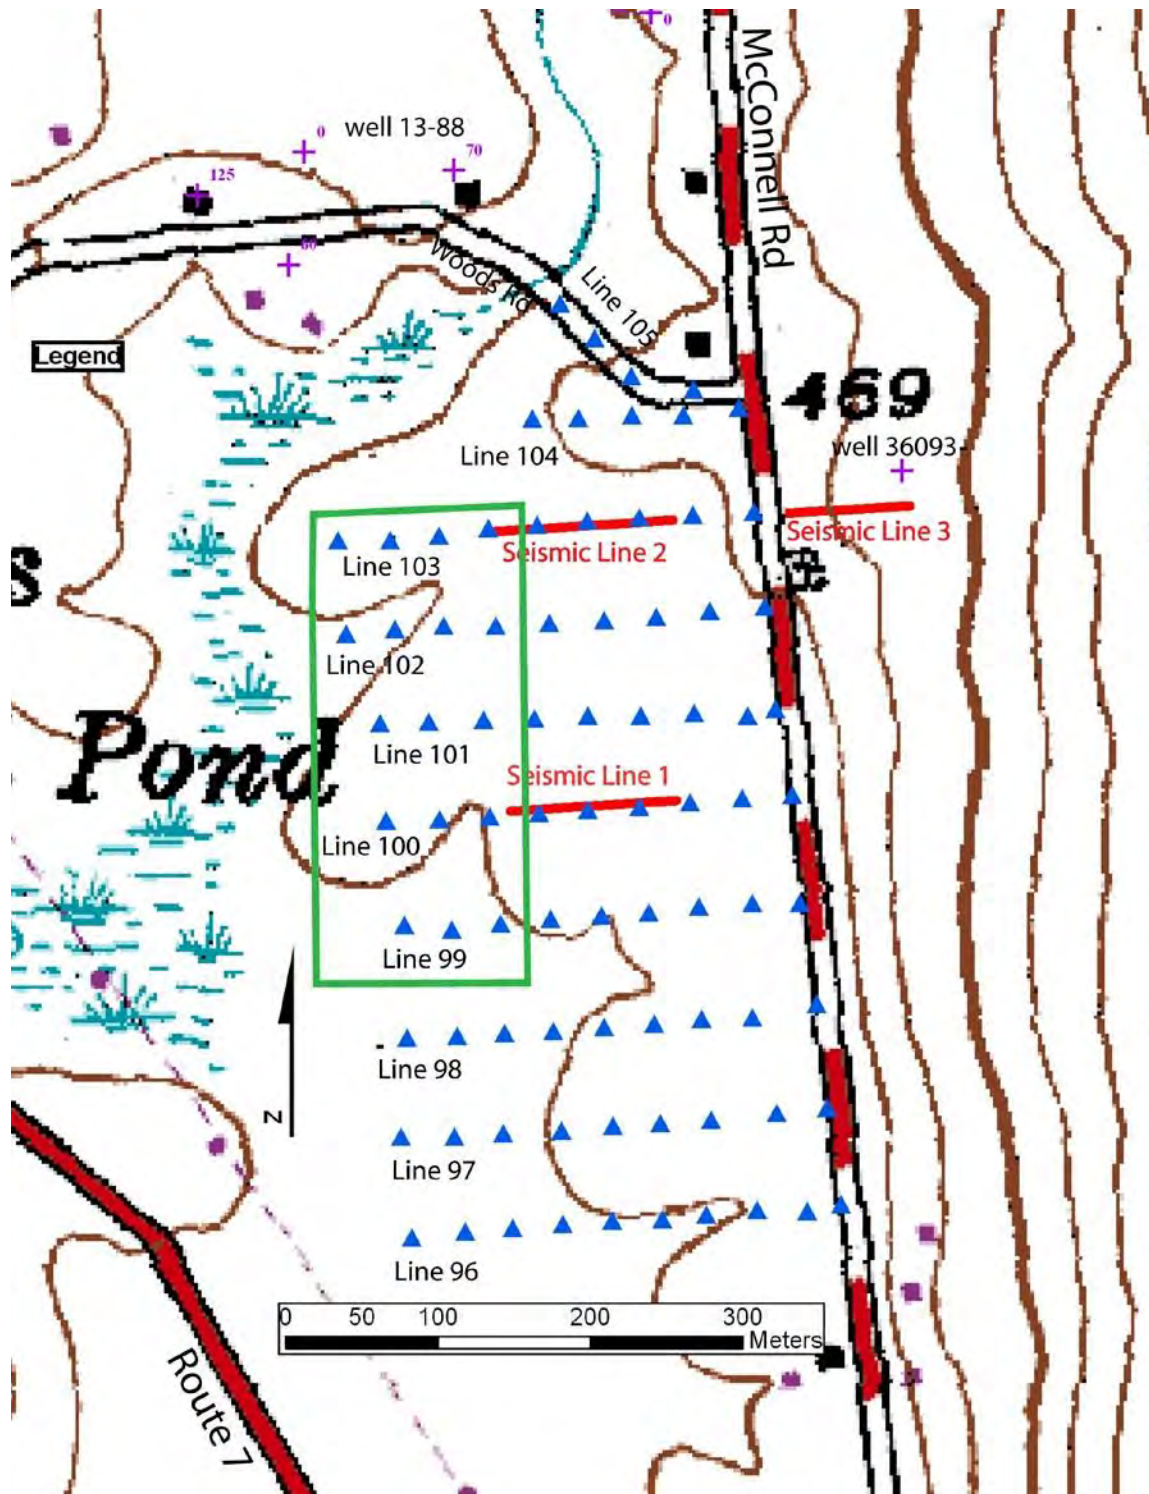 0
McConnell Rd
well 13-88
0
70
125
60
Woods Rd
Line 105
Legend
469
well 36093
Line 104
Seismic Line 3
Seismic Line 2
s
Line 103
Line 102
Pond
Line 101
Seismic Line 1
Line 100
Line 99
Line 98
N
Line 97
Line 96
0 50 100 200 300
Meters
Route 7